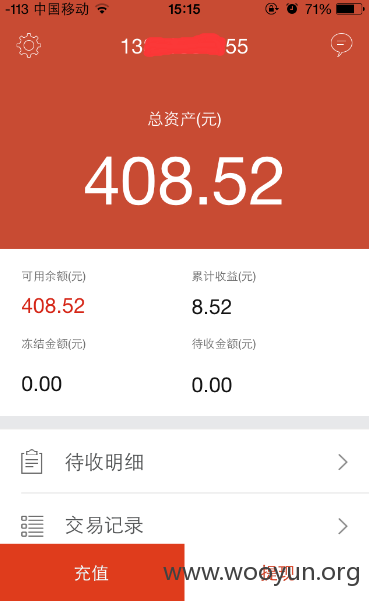 -113 中国移动 15:15 71%
13 55
总资产(元)
408.52
可用余额(元) 累计收益(元)
408.52 8.52
冻结金额(元) 待收金额(元)
0.00 0.00
待收明细
交易记录
充值 提现
www.wooyun.org